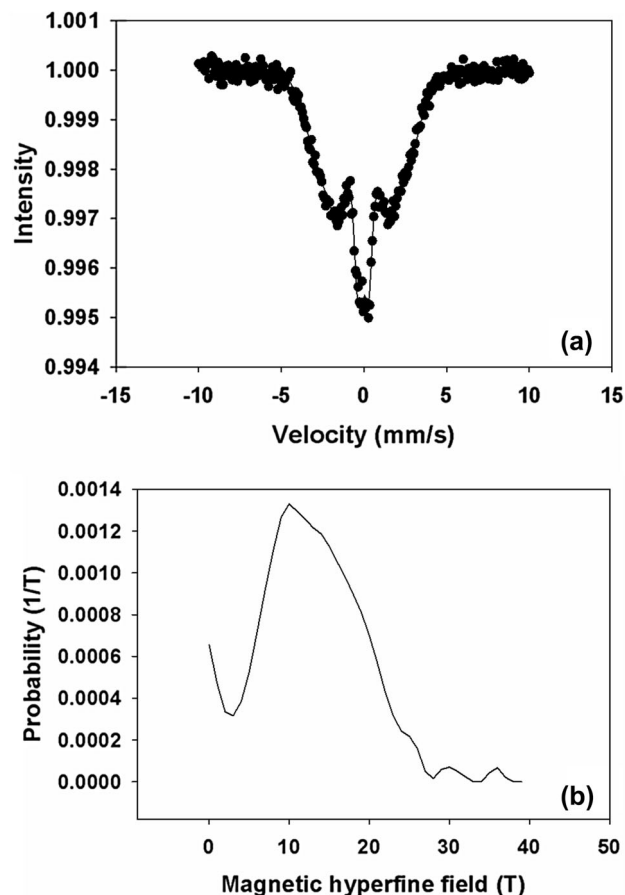 1.001
1.000
0.999
0.998
0.997
0.996
0.995
0.994
Intensity
(a)
-15 -10 -5 0 5 10 15
Velocity (mm/s)
0.0014
0.0012
0.0010
0.0008
0.0006
0.0004
0.0002
0.0000
Probability (1/T)
(b)
0 10 20 30 40 50
Magnetic hyperfine field (T)